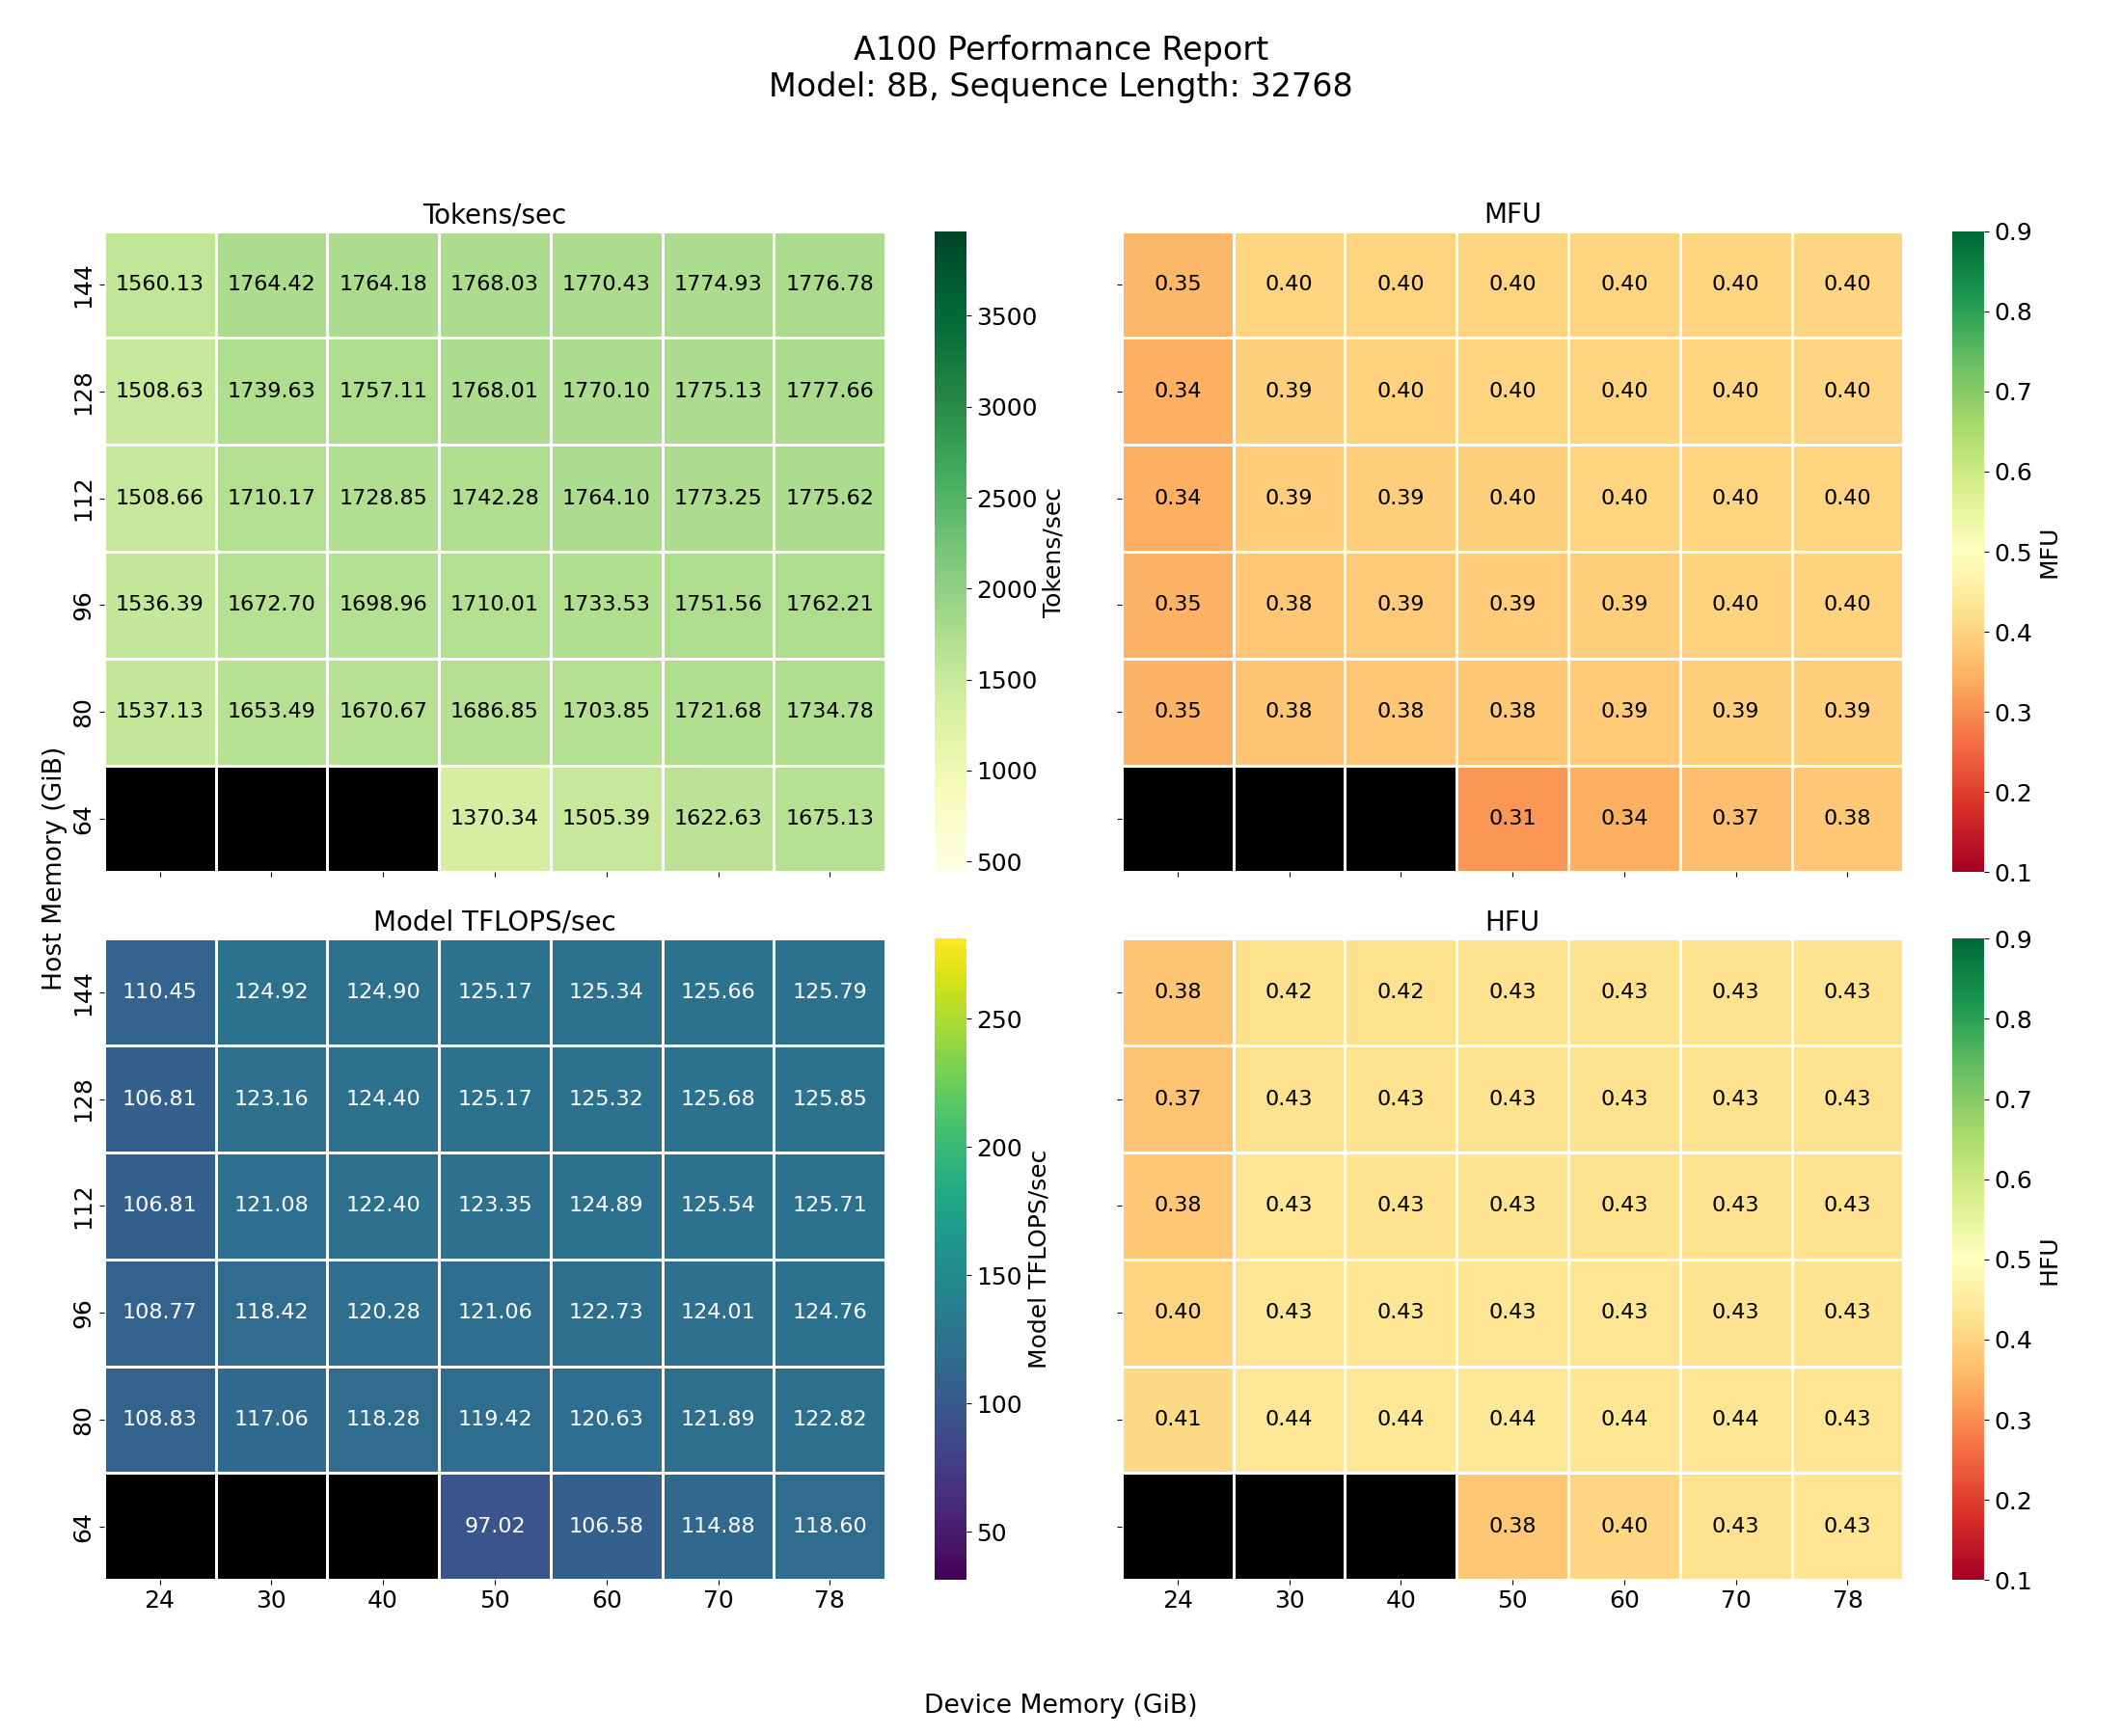 A100 Performance Report
Model: 8B, Sequence Length: 32768
Tokens/sec
144 1560.13 1764.42 1764.18 1768.03 1770.43 1774.93 1776.78
128 1508.63 1739.63 1757.11 1768.01 1770.10 1775.13 1777.66
112 1508.66 1710.17 1728.85 1742.28 1764.10 1773.25 1775.62
96 1536.39 1672.70 1698.96 1710.01 1733.53 1751.56 1762.21
80 1537.13 1653.49 1670.67 1686.85 1703.85 1721.68 1734.78
64 1370.34 1505.39 1622.63 1675.13
3500
3000
2500
2000
1500
1000
500
Tokens/sec
MFU
0.35 0.40 0.40 0.40 0.40 0.40 0.40
0.34 0.39 0.40 0.40 0.40 0.40 0.40
0.34 0.39 0.39 0.40 0.40 0.40 0.40
0.35 0.38 0.39 0.39 0.39 0.40 0.40
0.35 0.38 0.38 0.38 0.39 0.39 0.39
0.31 0.34 0.37 0.38
0.9
0.8
0.7
0.6
0.5
0.4
0.3
0.2
0.1
MFU
Host Memory (GiB)
Model TFLOPS/sec
144 110.45 124.92 124.90 125.17 125.34 125.66 125.79
128 106.81 123.16 124.40 125.17 125.32 125.68 125.85
112 106.81 121.08 122.40 123.35 124.89 125.54 125.71
96 108.77 118.42 120.28 121.06 122.73 124.01 124.76
80 108.83 117.06 118.28 119.42 120.63 121.89 122.82
64 97.02 106.58 114.88 118.60
24 30 40 50 60 70 78
250
200
150
100
50
Model TFLOPS/sec
HFU
0.38 0.42 0.42 0.43 0.43 0.43 0.43
0.37 0.43 0.43 0.43 0.43 0.43 0.43
0.38 0.43 0.43 0.43 0.43 0.43 0.43
0.40 0.43 0.43 0.43 0.43 0.43 0.43
0.41 0.44 0.44 0.44 0.44 0.44 0.43
0.38 0.40 0.43 0.43
24 30 40 50 60 70 78
0.9
0.8
0.7
0.6
0.5
0.4
0.3
0.2
0.1
HFU
Device Memory (GiB)